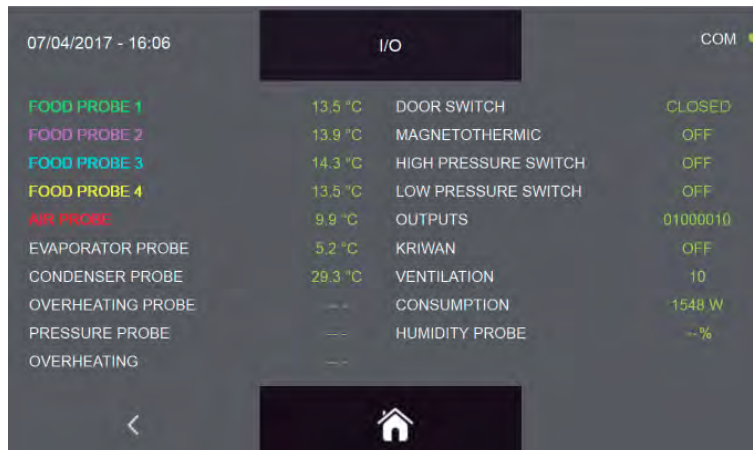 07/04/2017 - 16:06
I/O
COM
FOOD PROBE 1 13.5 °C
FOOD PROBE 2 13.9 °C
FOOD PROBE 3 14.3 °C
FOOD PROBE 4 13.5 °C
AIR PROBE 9.9 °C
EVAPORATOR PROBE 5.2 °C
CONDENSER PROBE 29.3 °C
OVERHEATING PROBE --.-
PRESSURE PROBE --.-
OVERHEATING --.-
DOOR SWITCH CLOSED
MAGNETOTHERMIC OFF
HIGH PRESSURE SWITCH OFF
LOW PRESSURE SWITCH OFF
OUTPUTS 01000010
KRIWAN OFF
VENTILATION 10
CONSUMPTION 1548 W
HUMIDITY PROBE --%